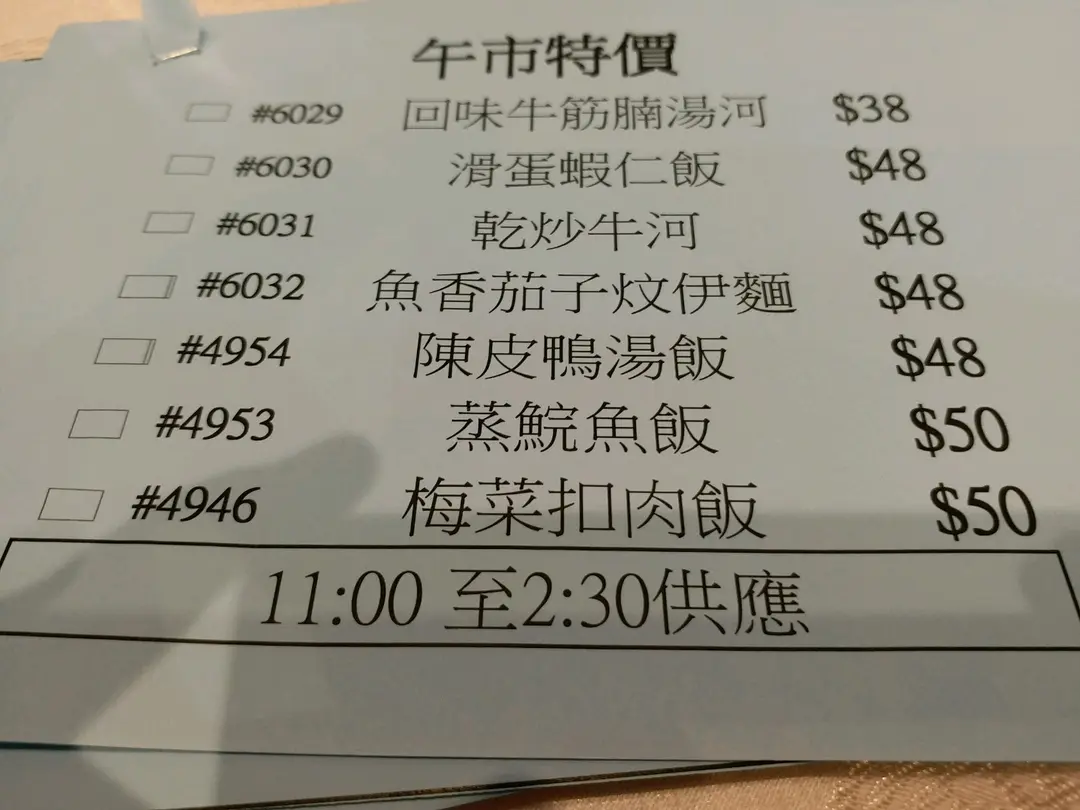 午市特價
#6029 回味牛筋腩湯河 $38
#6030 滑蛋蝦仁飯 $48
#6031 乾炒牛河 $48
#6032 魚香茄子炆伊麵 $48
#4954 陳皮鴨湯飯 $48
#4953 蒸鯇魚飯 $50
#4946 梅菜扣肉飯 $50
11:00 至2:30供應